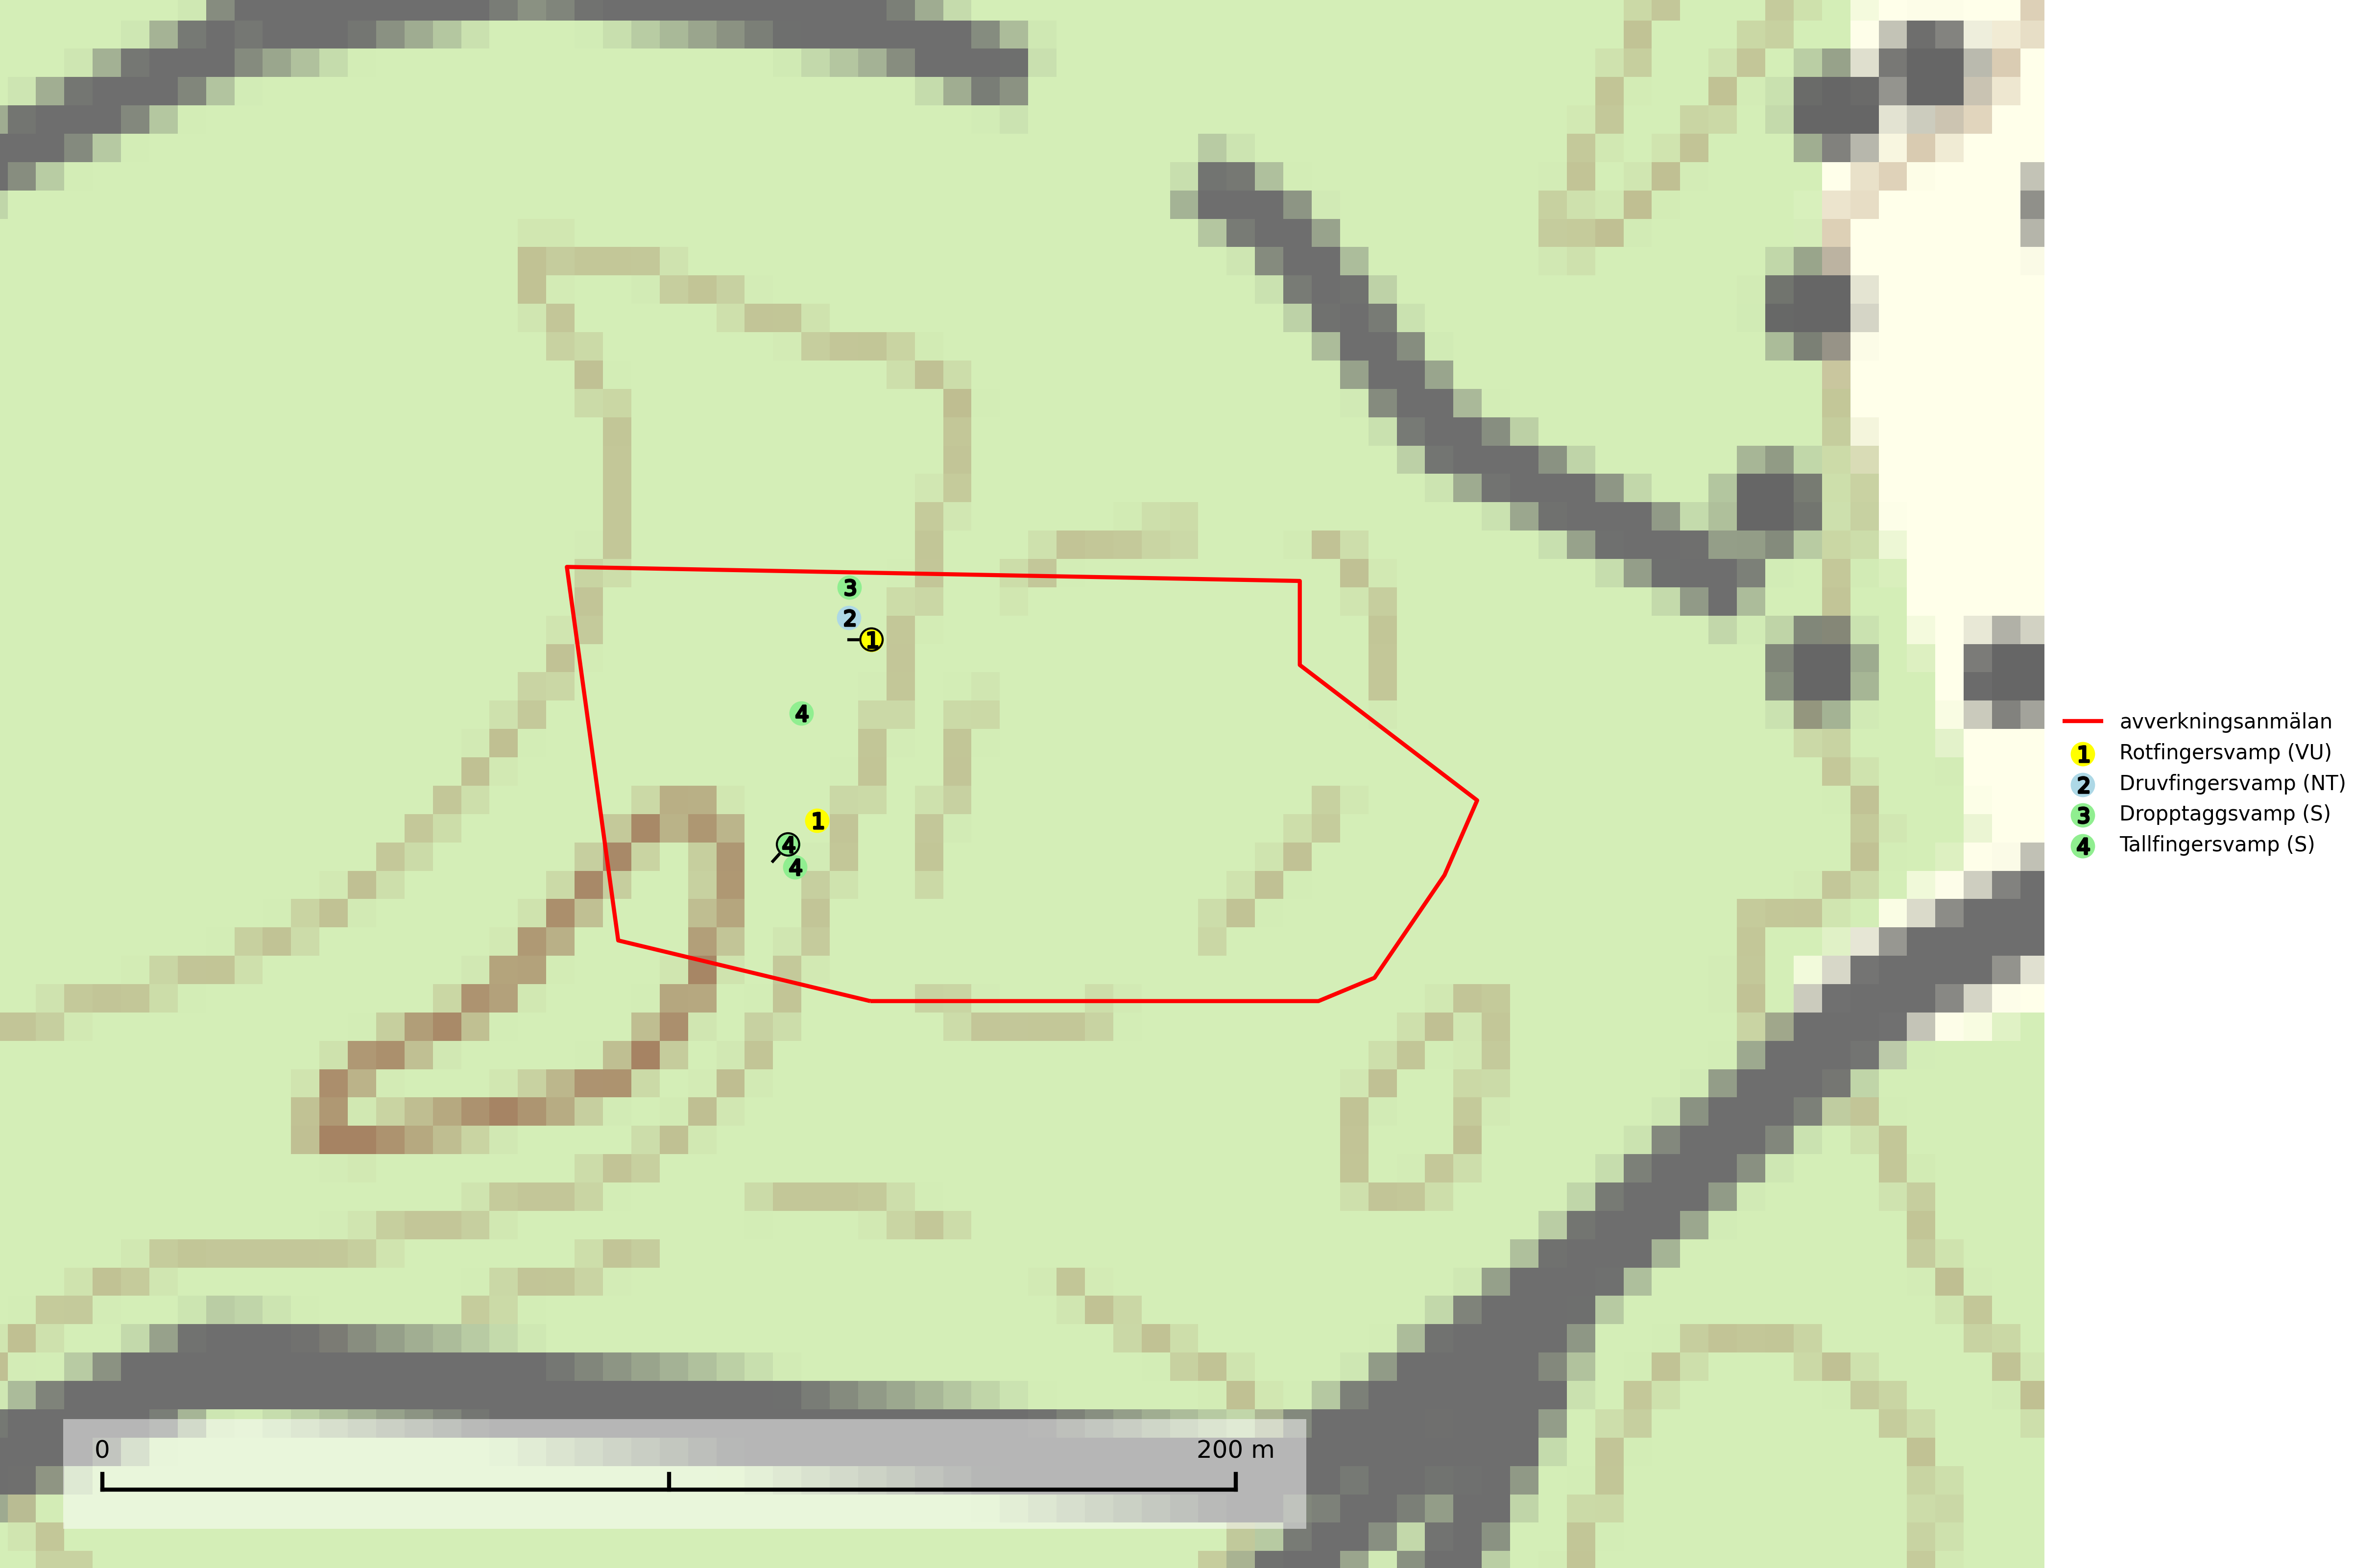 3
2
1
4
1
4
4
avverkningsanmälan
1 Rotfingersvamp (VU)
2 Druvfingersvamp (NT)
3 Dropptaggsvamp (S)
4 Tallfingersvamp (S)
0 200 m